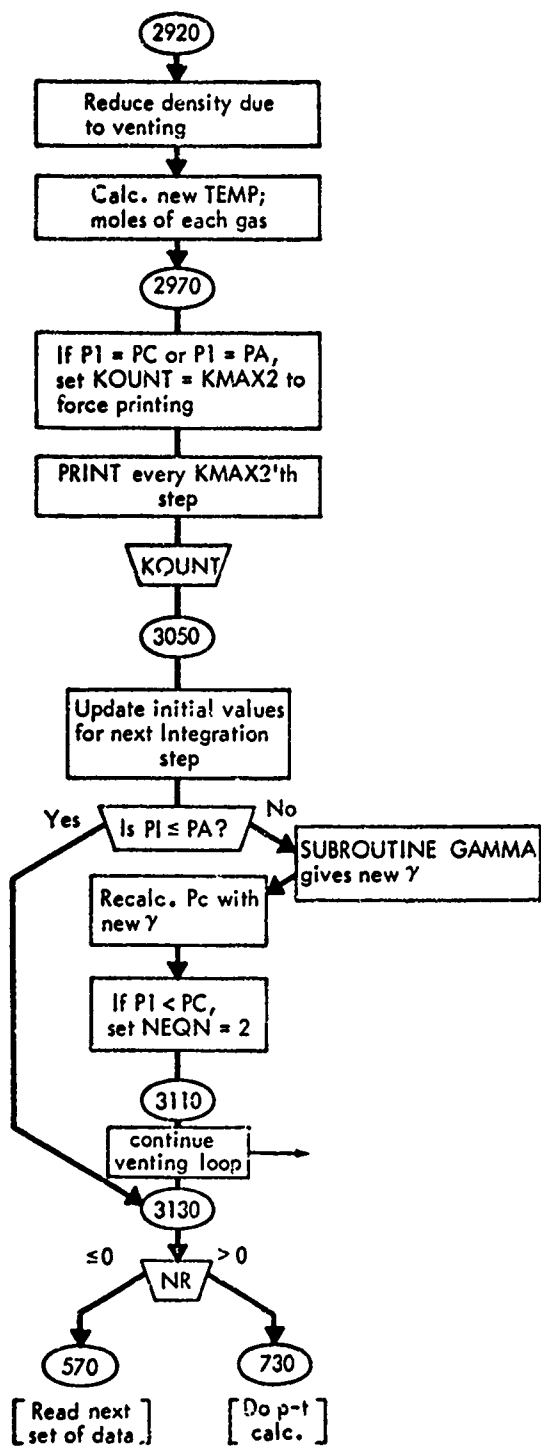 2920
Reduce density due
to venting
Calc. new TEMP;
moles of each gas
2970
If P1 = PC or P1 = PA,
set KOUNT = KMAX2 to
force printing
PRINT every KMAX2'th
step
KOUNT
3050
Update initial values
for next Integration
step
Yes
Is P1 ≤ PA?
No
SUBROUTINE GAMMA
gives new γ
Recalc. Pc with
new γ
If P1 < PC,
set NEQN = 2
3110
continue
venting loop
3130
≤0
NR
> 0
570
730
[Read next
set of data.]
[Do p-t
calc.]